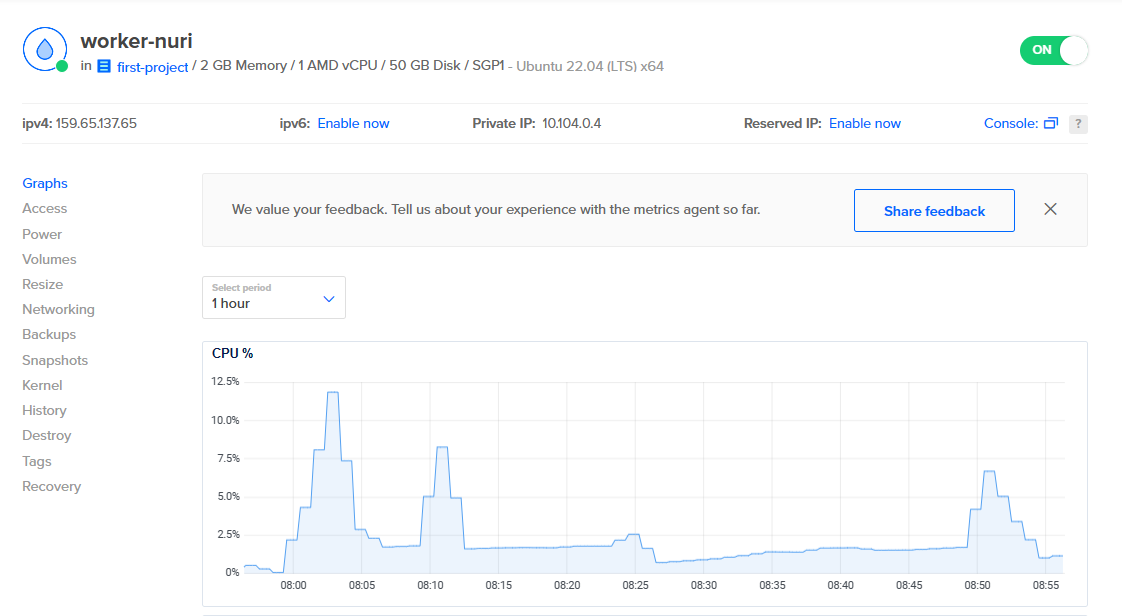 worker-nuri
in first-project / 2 GB Memory / 1 AMD vCPU / 50 GB Disk / SGP1 - Ubuntu 22.04 (LTS) x64
ON
ipv4: 159.65.137.65 ipv6: Enable now Private IP: 10.104.0.4 Reserved IP: Enable now Console: ?
Graphs
Access
Power
Volumes
Resize
Networking
Backups
Snapshots
Kernel
History
Destroy
Tags
Recovery
We value your feedback. Tell us about your experience with the metrics agent so far.
Share feedback
Select period
1 hour
CPU %
12.5%
10.0%
7.5%
5.0%
2.5%
0%
08:00 08:05 08:10 08:15 08:20 08:25 08:30 08:35 08:40 08:45 08:50 08:55